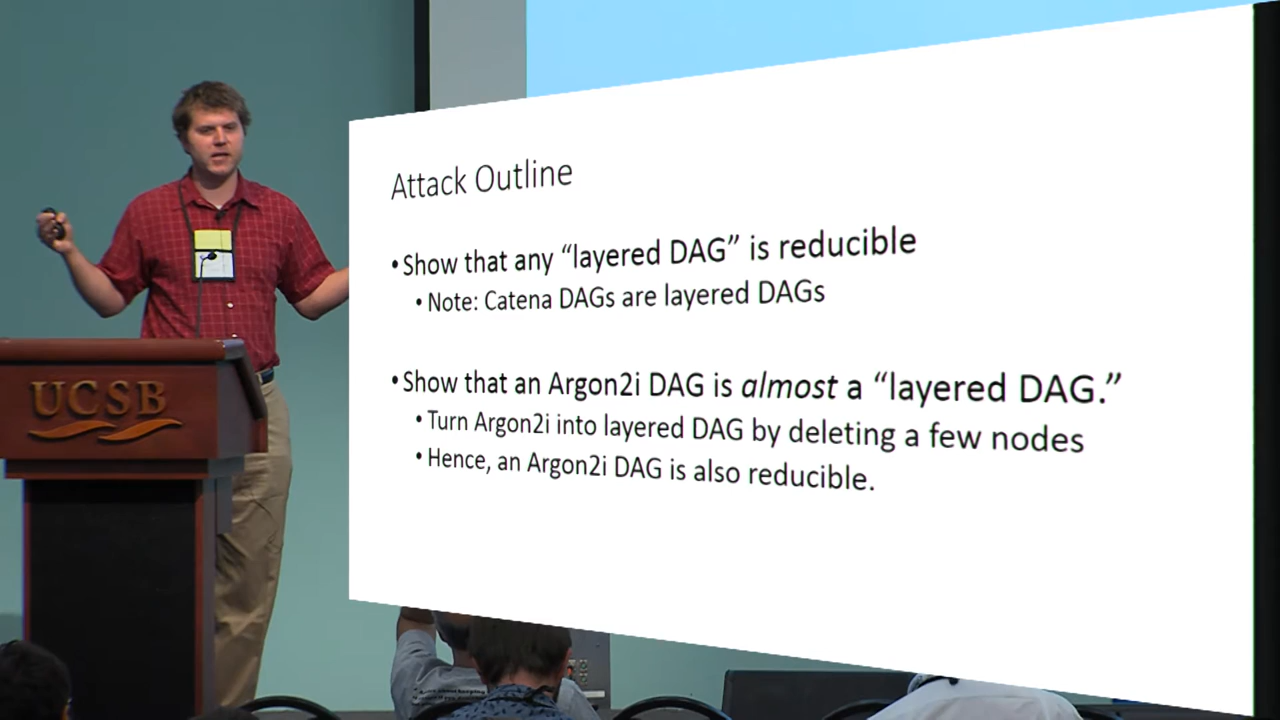 Attack Outline
•Show that any “layered DAG” is reducible
•Note: Catena DAGs are layered DAGs
•Show that an Argon2i DAG is almost a “layered DAG.”
•Turn Argon2i into layered DAG by deleting a few nodes
•Hence, an Argon2i DAG is also reducible.
UCSB